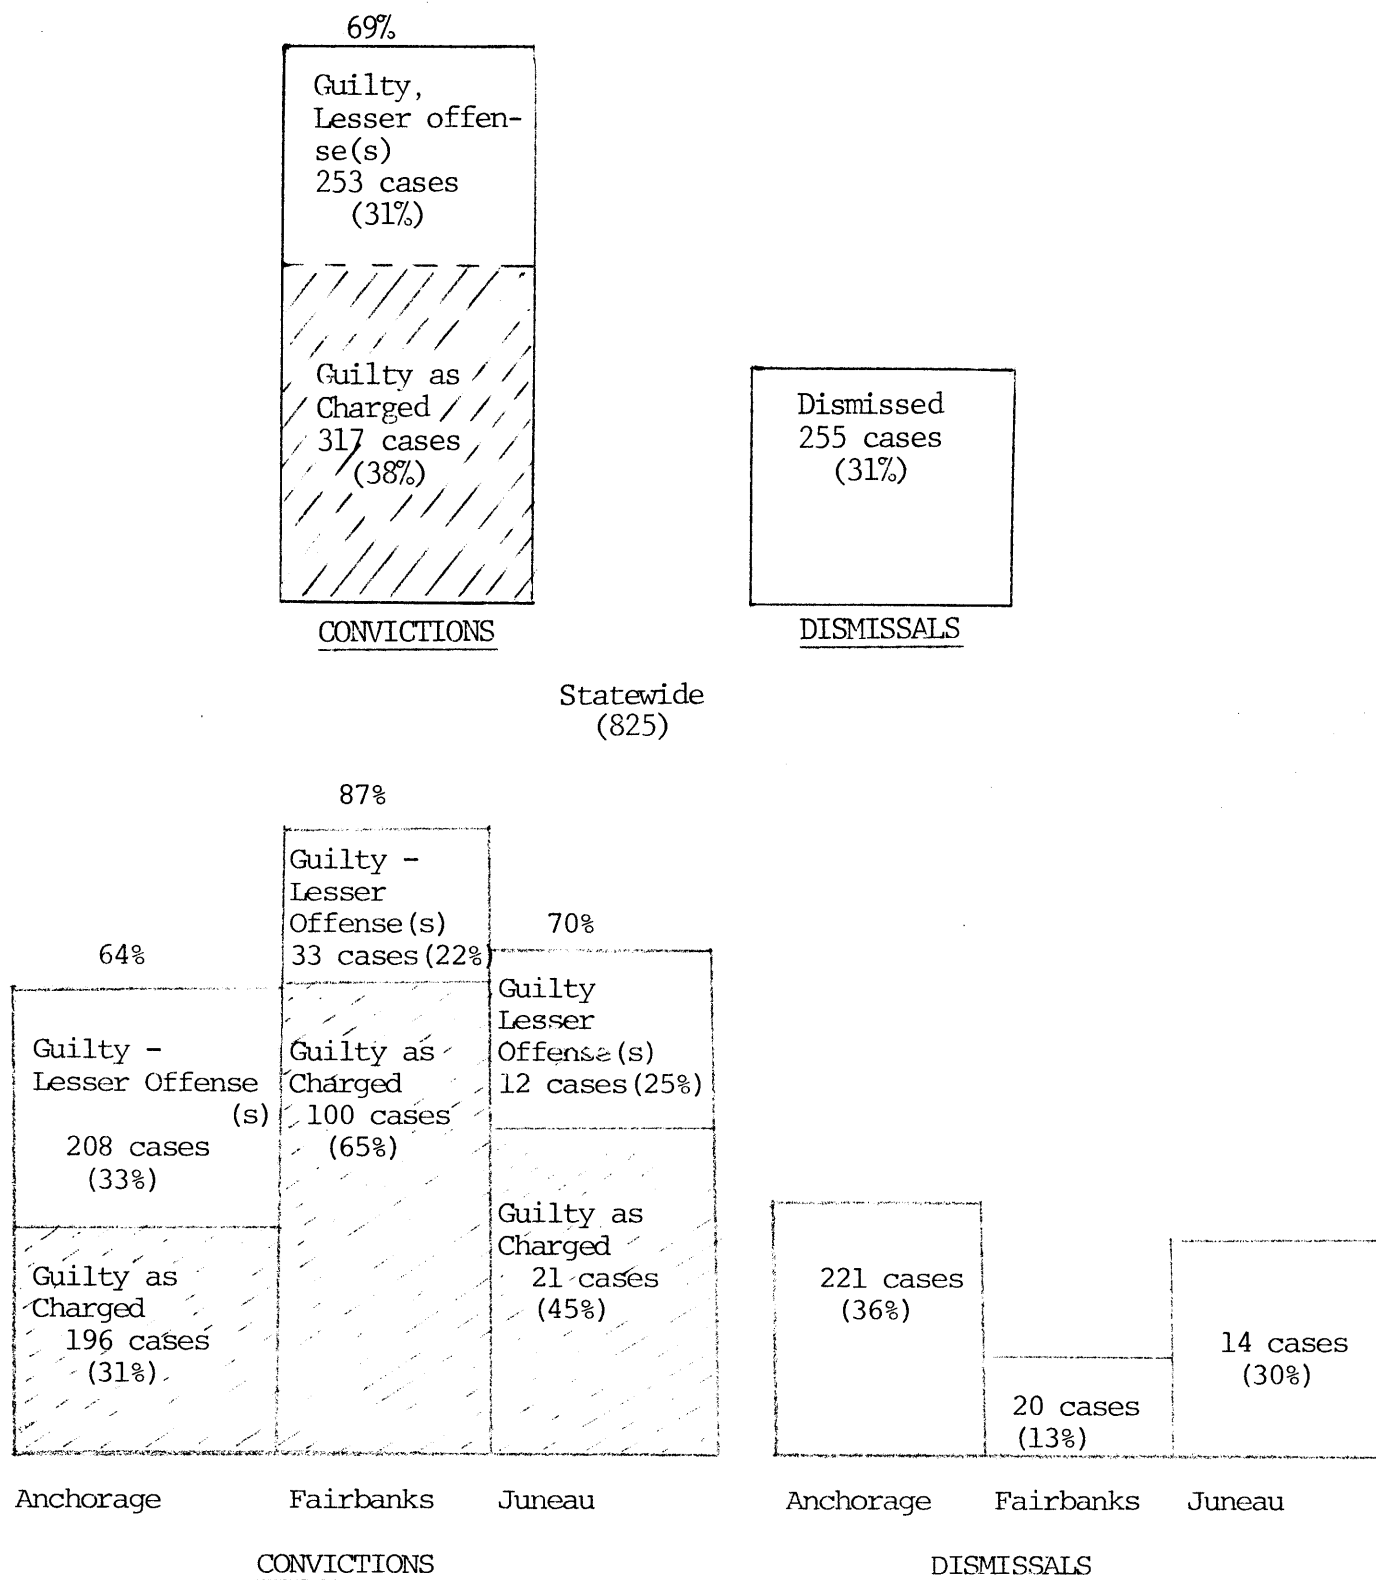 69%
Guilty,
Lesser offen-
se(s)
253 cases
(31%)
Guilty as
Charged
317 cases
(38%)
CONVICTIONS
Dismissed
255 cases
(31%)
DISMISSALS
Statewide
(825)
64%
Guilty -
Lesser Offense
(s)
208 cases
(33%)
Guilty as
Charged
196 cases
(31%)
87%
Guilty -
Lesser
Offense(s)
33 cases(22%)
Guilty as
Charged
100 cases
(65%)
70%
Guilty
Lesser
Offense(s)
12 cases(25%)
Guilty as
Charged
21 cases
(45%)
Anchorage Fairbanks Juneau
CONVICTIONS
221 cases
(36%)
20 cases
(13%)
14 cases
(30%)
Anchorage Fairbanks Juneau
DISMISSALS